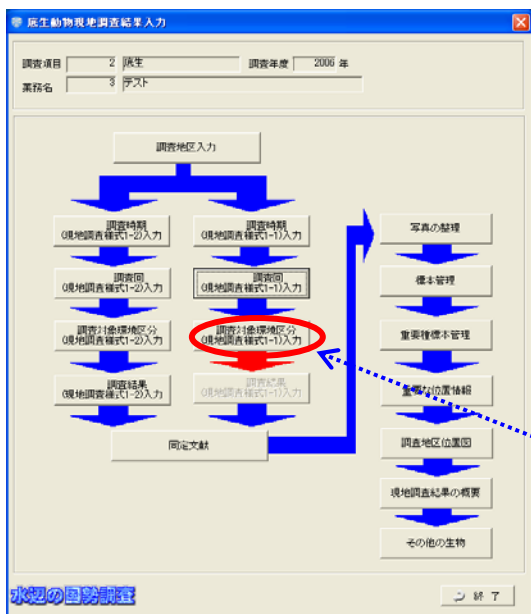 底生動物現地調査結果入力
調査項目 2 底生 調査年度 2006 年
業務名 3 テスト
調査地区入力
調査時期
(現地調査様式1-2)入力
調査時期
(現地調査様式1-1)入力
写真の整理
調査回
(現地調査様式1-2)入力
調査回
(現地調査様式1-1)入力
標本管理
調査対象環境区分
(現地調査様式1-2)入力
調査対象環境区分
(現地調査様式1-1)入力
重要種標本管理
調査結果
(現地調査様式1-2)入力
調査結果
(現地調査様式1-1)入力
重要な位置情報
同定文献
調査地区位置図
現地調査結果の概要
その他の生物
水辺の国勢調査
終 了